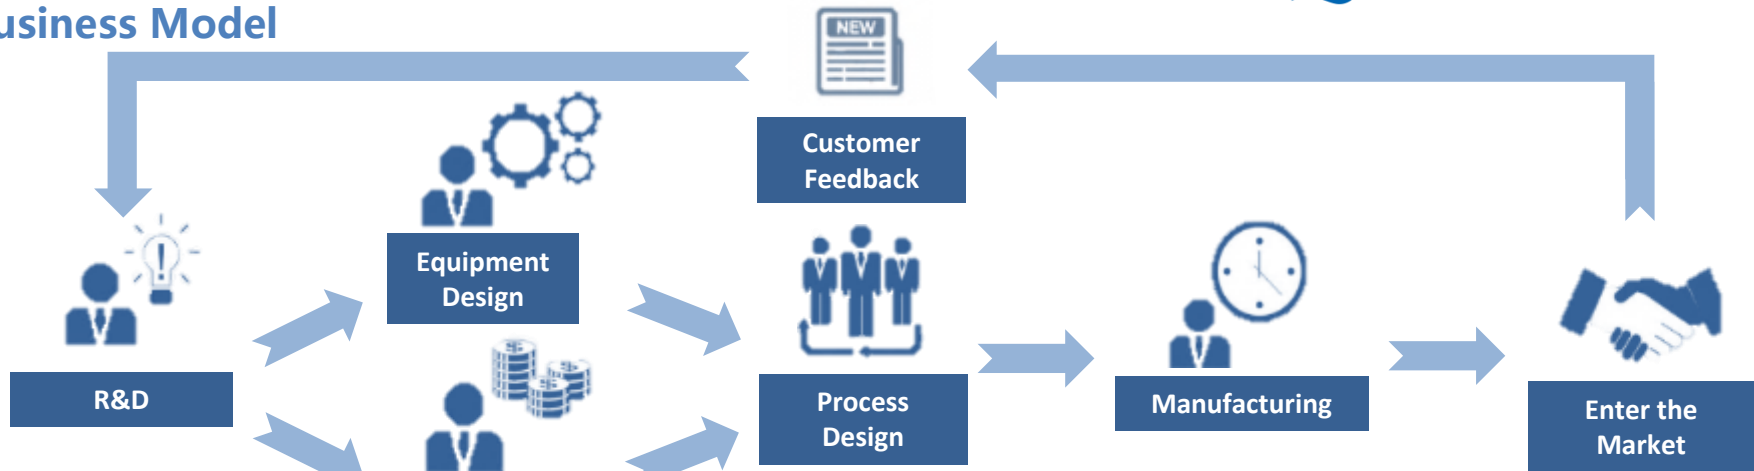 usiness Model
NEW
Customer
Feedback
Equipment
Design
R&D
Process
Design
Manufacturing
Enter the
Market